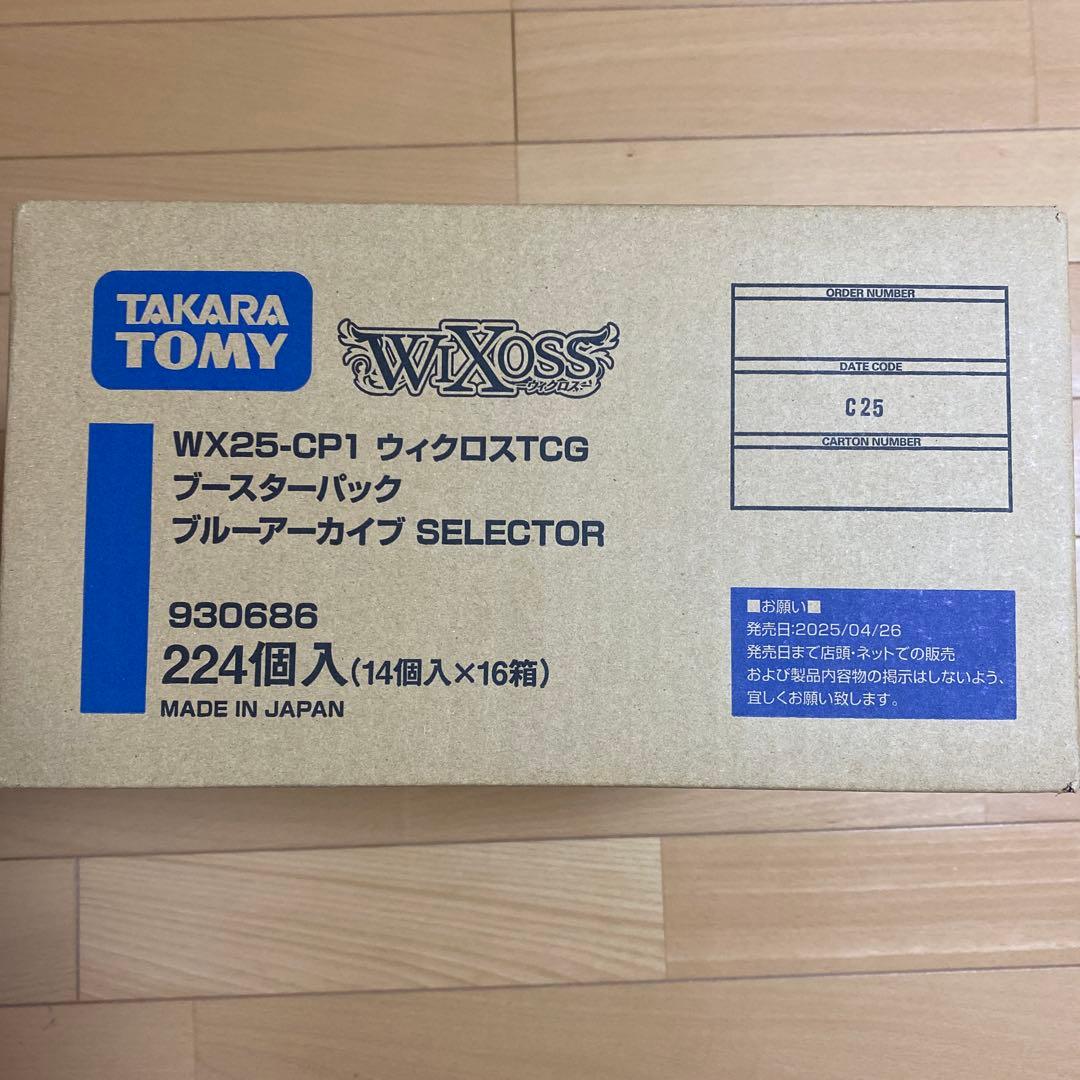 TAKARA
TOMY
WIXOSS
ーウィクロスー
WX25-CP1 ウィクロスTCG
ブースターパック
ブルーアーカイブ SELECTOR
930686
224個入(14個入×16箱)
MADE IN JAPAN
ORDER NUMBER
DATE CODE
C 25
CARTON NUMBER
■お願い■
発売日:2025/04/26
発売日まで店頭・ネットでの販売
および製品内容物の掲示はしないよう、
宜しくお願い致します。